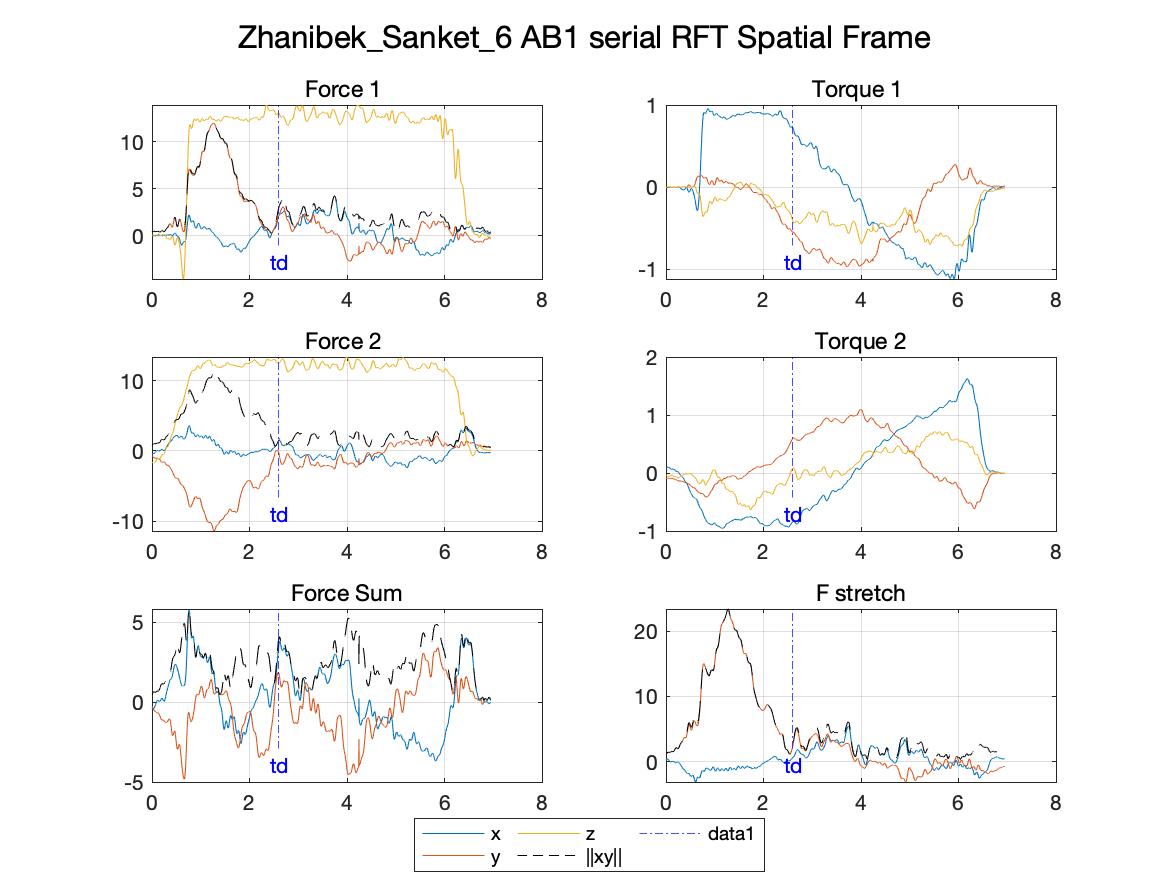 Zhanibek_Sanket_6 AB1 serial RFT Spatial Frame
Force 1
10
5
0
td
0 2 4 6 8
Torque 1
1
0
-1
td
0 2 4 6 8
Force 2
10
0
-10
td
0 2 4 6 8
Torque 2
2
1
0
-1
td
0 2 4 6 8
Force Sum
5
0
-5
td
0 2 4 6 8
F stretch
20
10
0
td
0 2 4 6 8
x z data1
y ||xy||